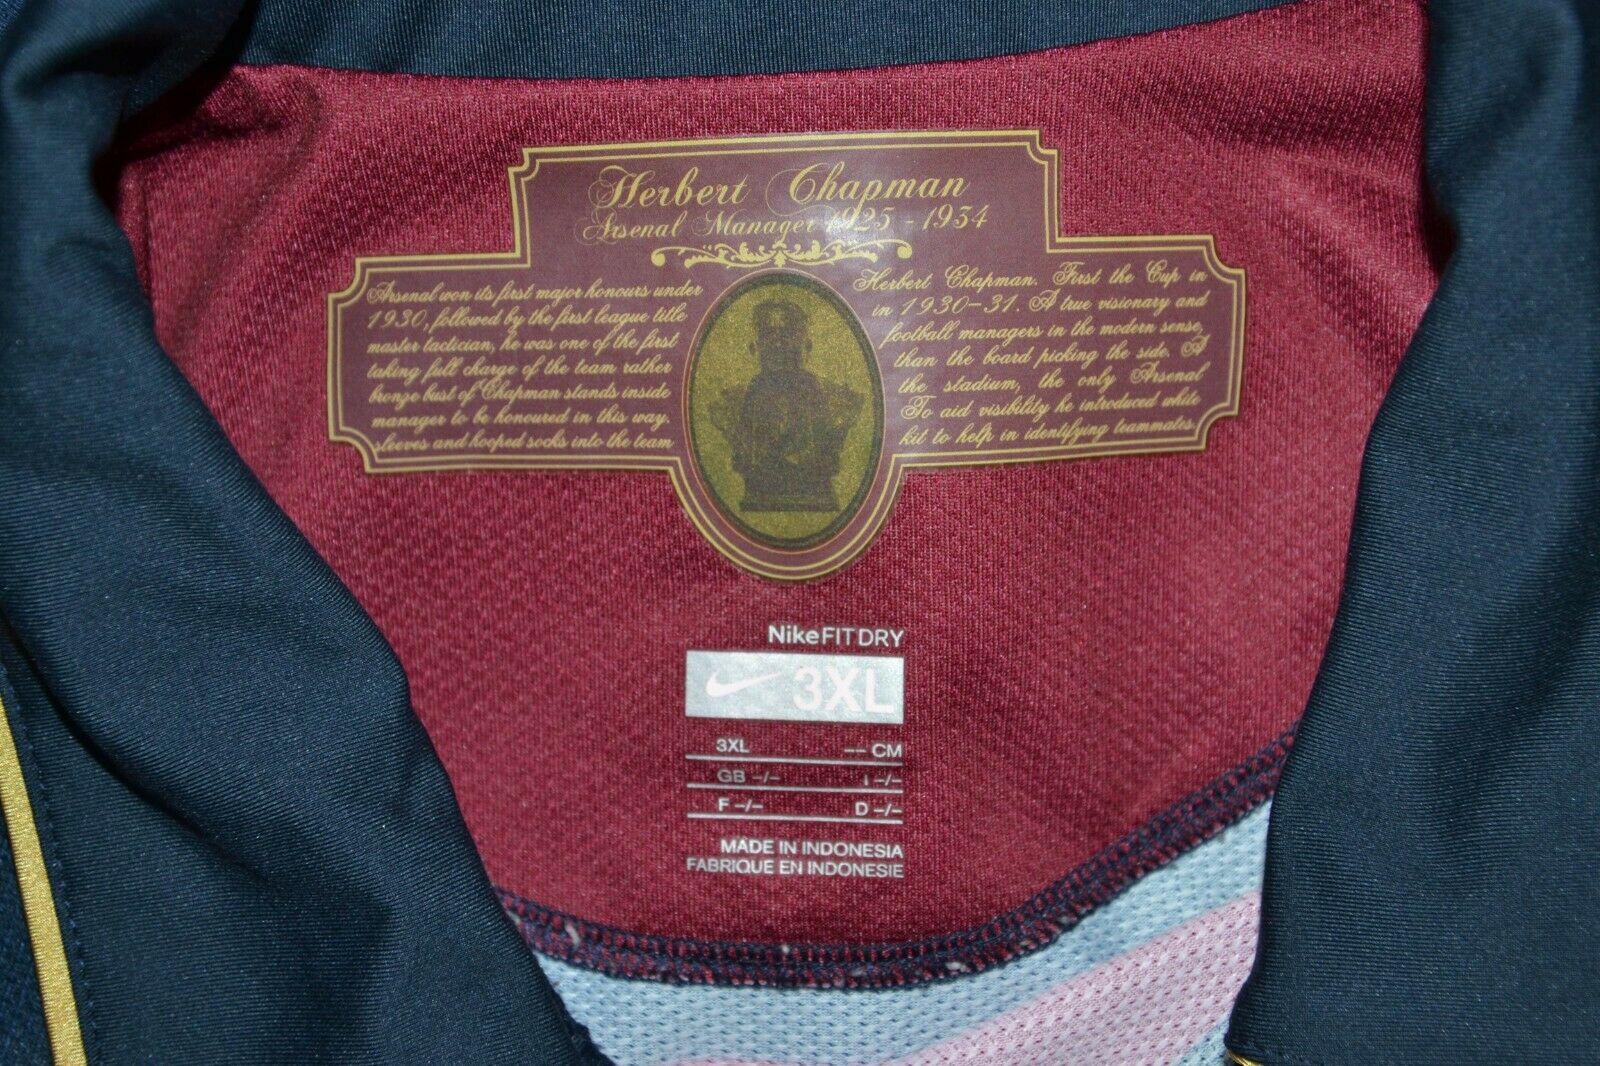 Herbert Chapman
Arsenal Manager 1925 - 1934
Arsenal won its first major honours under Herbert Chapman. First the Cup in
1930, followed by the first league title in 1930-31. A true visionary and
master tactician, he was one of the first football managers in the modern sense,
taking full charge of the team rather than the board picking the side. A
bronze bust of Chapman stands inside the stadium, the only Arsenal
manager to be honoured in this way. To aid visibility he introduced white
sleeves and hooped socks into the team kit to help in identifying teammates.
NikeFIT DRY
3XL
3XL -- CM
GB -/- I -/-
F -/- D -/-
MADE IN INDONESIA
FABRIQUE EN INDONESIE